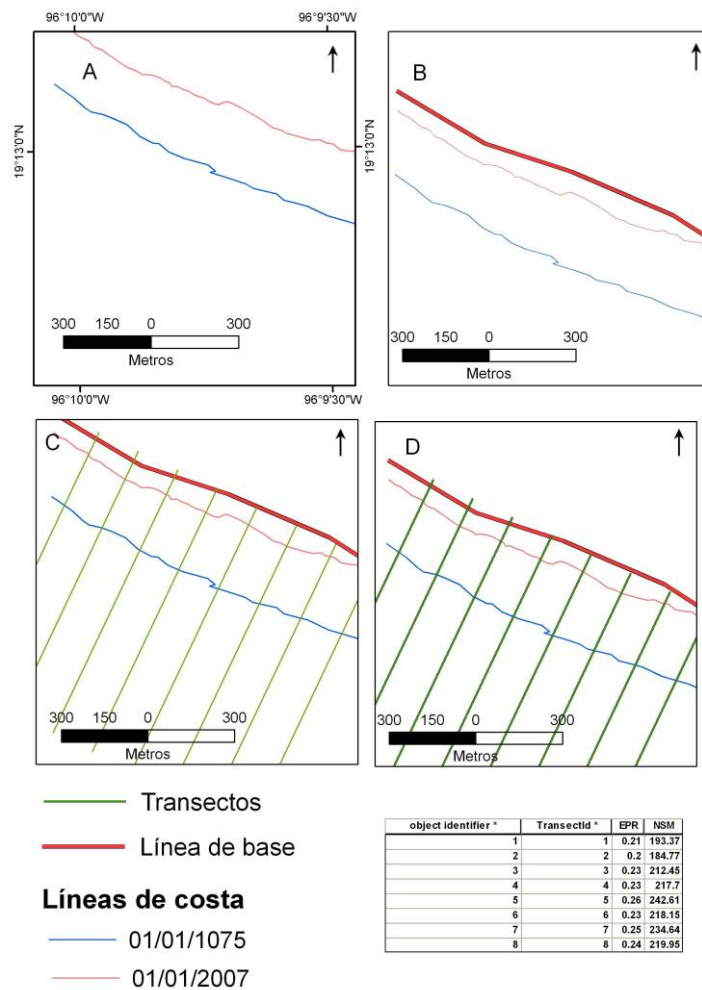 96°10'0"W 96°9'30"W
A
B
19°13'0"N
19°13'0"N
300 150 0 300
Metros
300 150 0 300
Metros
96°10'0"W 96°9'30"W
C
D
300 150 0 300
Metros
300 150 0 300
Metros
Transectos
Línea de base
Líneas de costa
01/01/1075
01/01/2007
object identifier * TransectId * EPR NSM
1 1 0.21 193.37
2 2 0.2 184.77
3 3 0.23 212.45
4 4 0.23 217.7
5 5 0.26 242.61
6 6 0.23 218.15
7 7 0.25 234.64
8 8 0.24 219.95